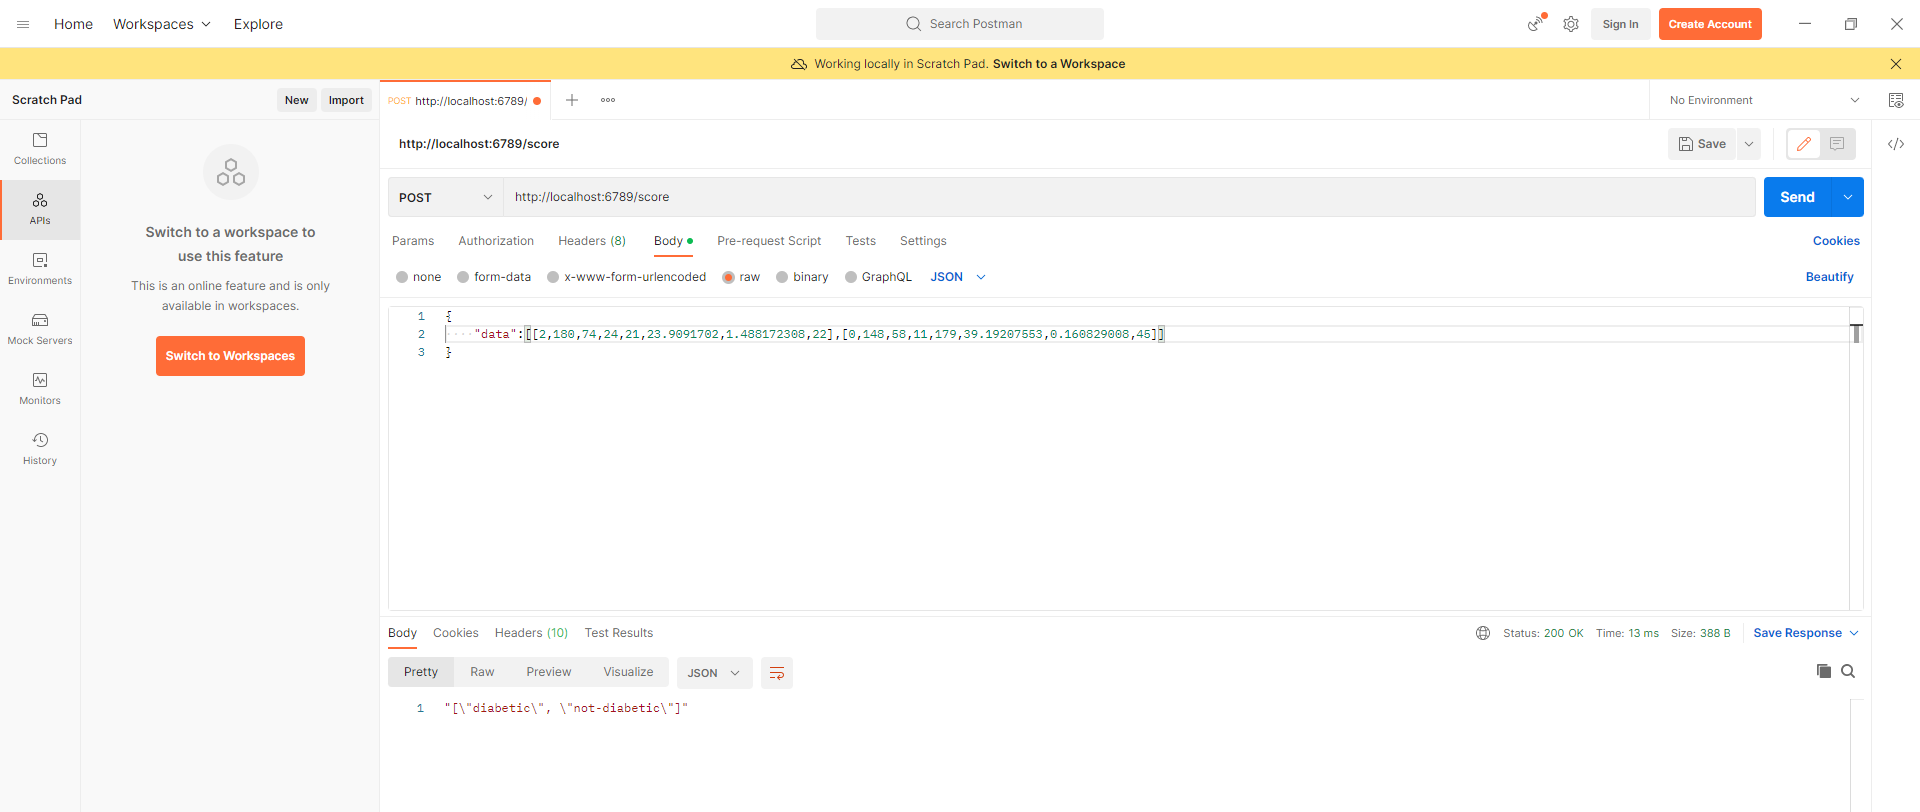 Home Workspaces Explore Search Postman Sign In Create Account
Working locally in Scratch Pad. Switch to a Workspace
Scratch Pad New Import POST http://localhost:6789/ No Environment
Collections
APIs
Environments
Mock Servers
Monitors
History
Switch to a workspace to
use this feature
This is an online feature and is only
available in workspaces.
Switch to Workspaces
http://localhost:6789/score Save
POST http://localhost:6789/score Send
Params Authorization Headers (8) Body Pre-request Script Tests Settings Cookies
none form-data x-www-form-urlencoded raw binary GraphQL JSON Beautify
1 {
2 "data":[[2,180,74,24,21,23.9091702,1.488172308,22],[0,148,58,11,179,39.19207553,0.160829008,45]]
3 }
Body Cookies Headers (10) Test Results Status: 200 OK Time: 13 ms Size: 388 B Save Response
Pretty Raw Preview Visualize JSON
1 "[\"diabetic\", \"not-diabetic\"]"